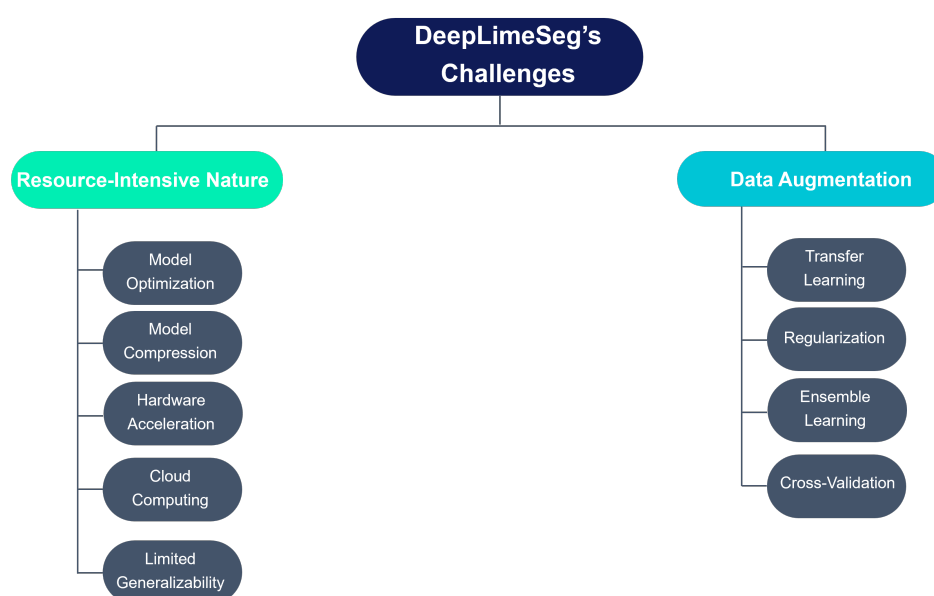 DeepLimeSeg’s
Challenges
Resource-Intensive Nature
Model
Optimization
Model
Compression
Hardware
Acceleration
Cloud
Computing
Limited
Generalizability
Data Augmentation
Transfer
Learning
Regularization
Ensemble
Learning
Cross-Validation